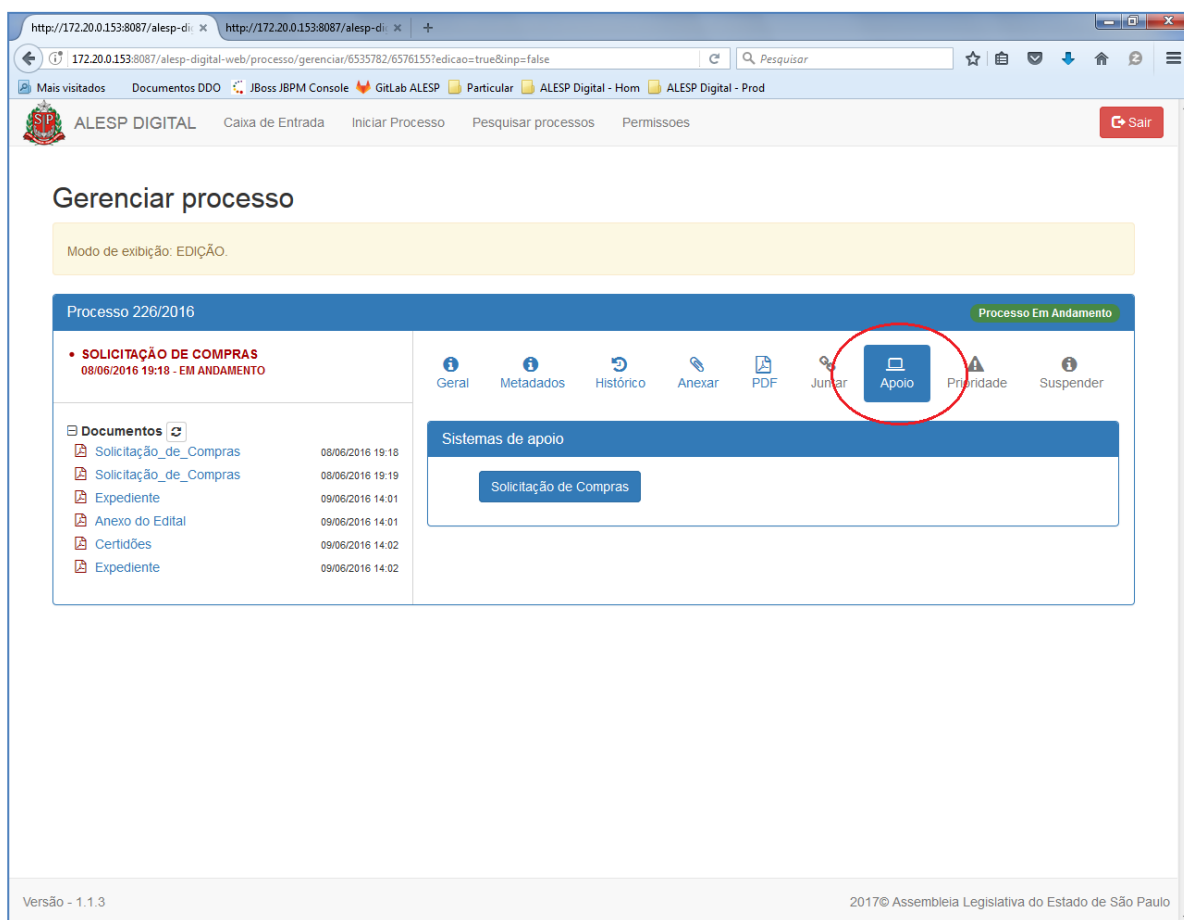 http://172.20.0.153:8087/alesp-di
http://172.20.0.153:8087/alesp-di
172.20.0.153:8087/alesp-digital-web/processo/gerenciar/6535782/6576155?edicao=true&inp=false
Pesquisar
Mais visitados Documentos DDO JBoss JBPM Console GitLab ALESP Particular ALESP Digital - Hom ALESP Digital - Prod
ALESP DIGITAL Caixa de Entrada Iniciar Processo Pesquisar processos Permissoes Sair
Gerenciar processo
Modo de exibição: EDIÇÃO.
Processo 226/2016 Processo Em Andamento
• SOLICITAÇÃO DE COMPRAS
08/06/2016 19:18 - EM ANDAMENTO
Geral Metadados Histórico Anexar PDF Juntar Apoio Prioridade Suspender
Documentos
Solicitação_de_Compras 08/06/2016 19:18
Solicitação_de_Compras 08/06/2016 19:19
Expediente 09/06/2016 14:01
Anexo do Edital 09/06/2016 14:01
Certidões 09/06/2016 14:02
Expediente 09/06/2016 14:02
Sistemas de apoio
Solicitação de Compras
Versão - 1.1.3 2017© Assembleia Legislativa do Estado de São Paulo